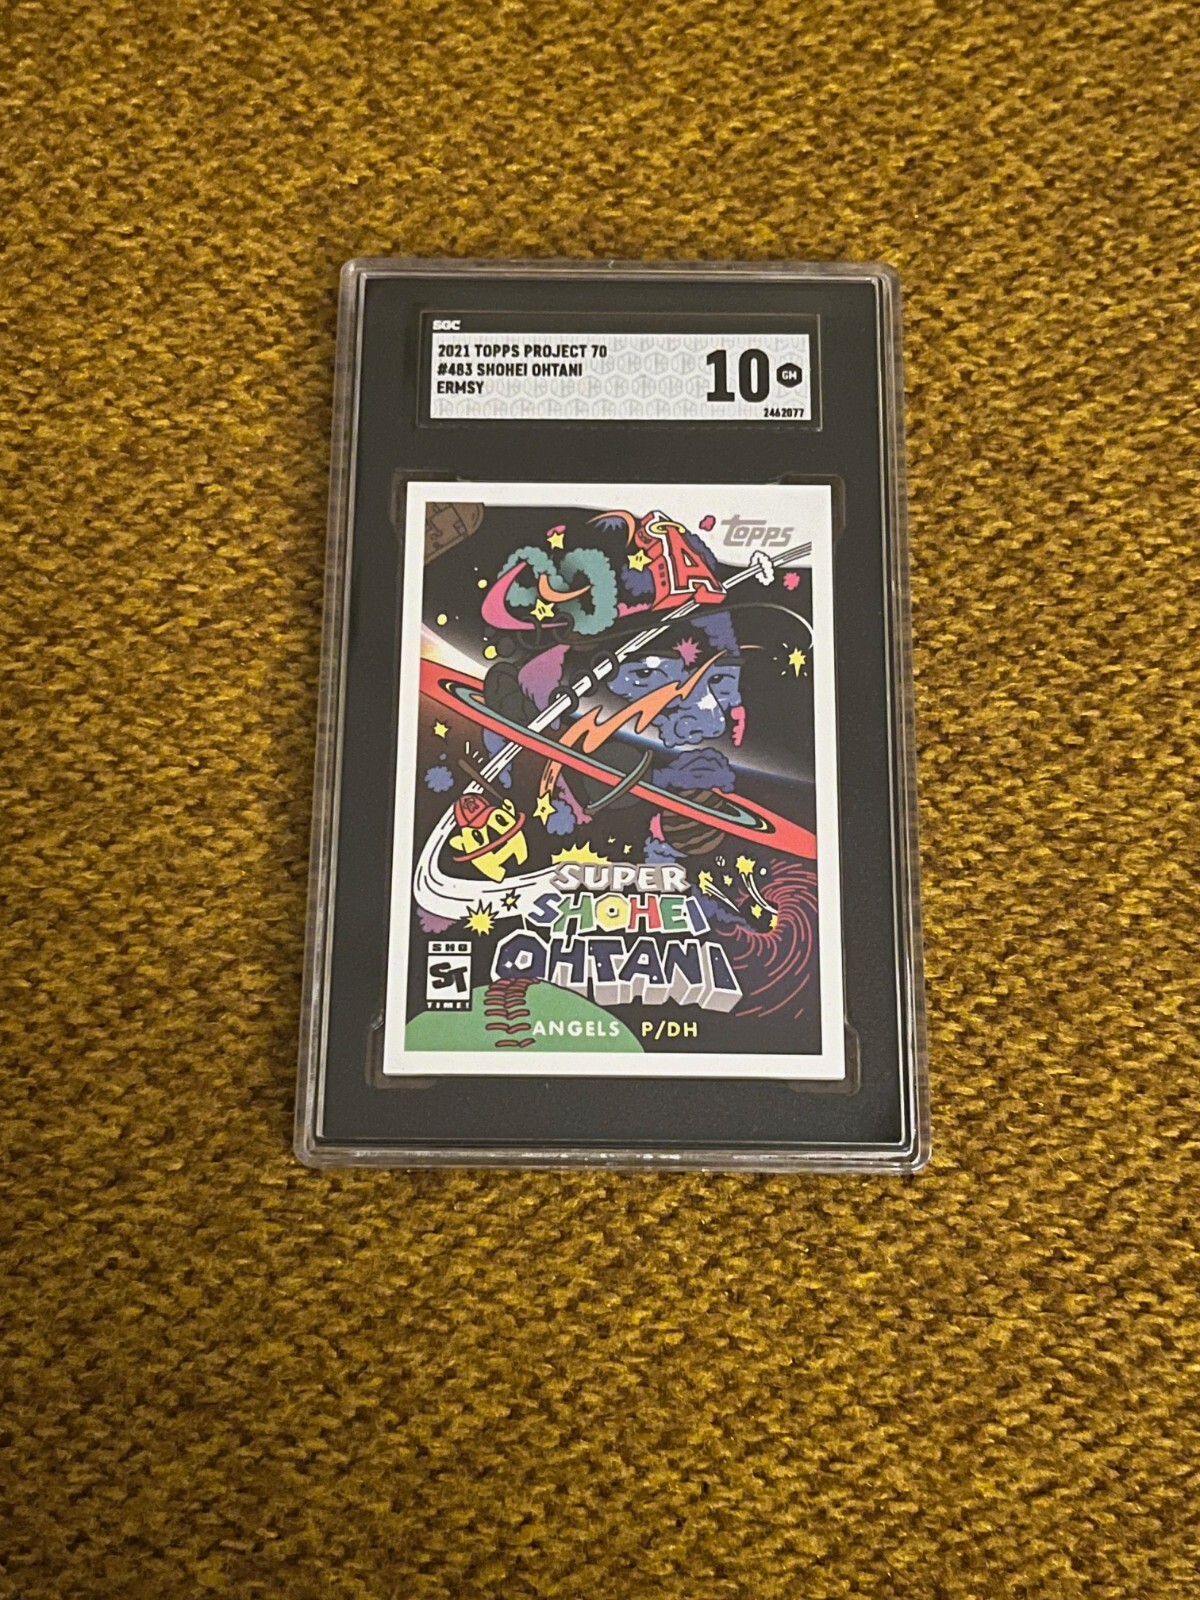 SGC
2021 TOPPS PROJECT 70
#483 SHOHEI OHTANI
ERMSY
10 GM
2462077
Topps
A
SUPER
SHOHEI
OHTANI
SHO
ST
TIME!
ANGELS P/DH